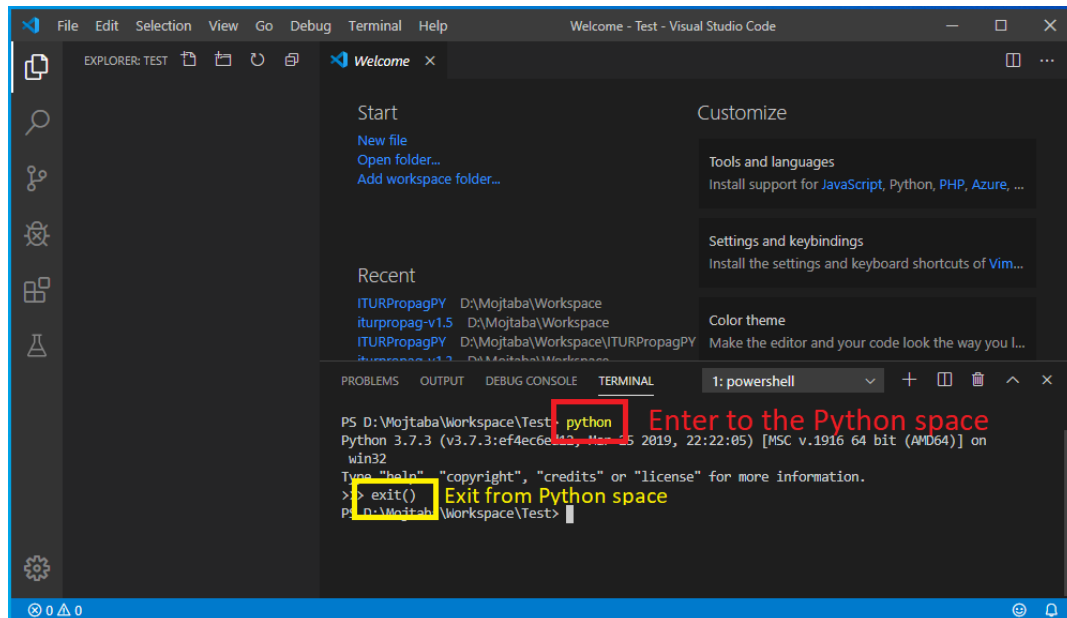 File Edit Selection View Go Debug Terminal Help Welcome - Test - Visual Studio Code
EXPLORER: TEST
Welcome
Start
New file
Open folder...
Add workspace folder...
Recent
ITURPropagPY D:\Mojtaba\Workspace
iturpropag-v1.5 D:\Mojtaba\Workspace
ITURPropagPY D:\Mojtaba\Workspace\ITURPropagPY
D:\Mojtaba\Workspace
Customize
Tools and languages
Install support for JavaScript, Python, PHP, Azure, ...
Settings and keybindings
Install the settings and keyboard shortcuts of Vim...
Color theme
Make the editor and your code look the way you l...
PROBLEMS OUTPUT DEBUG CONSOLE TERMINAL 1: powershell
PS D:\Mojtaba\Workspace\Test> python Enter to the Python space
Python 3.7.3 (v3.7.3:ef4ec6ed12, Mar 25 2019, 22:22:05) [MSC v.1916 64 bit (AMD64)] on
win32
Type "help", "copyright", "credits" or "license" for more information.
>>> exit() Exit from Python space
PS D:\Mojtaba\Workspace\Test>
0 0